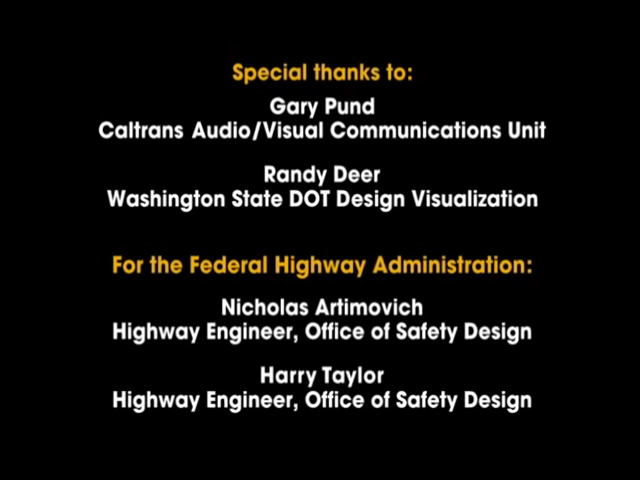 Special thanks to:
Gary Pund
Caltrans Audio/Visual Communications Unit
Randy Deer
Washington State DOT Design Visualization
For the Federal Highway Administration:
Nicholas Artimovich
Highway Engineer, Office of Safety Design
Harry Taylor
Highway Engineer, Office of Safety Design